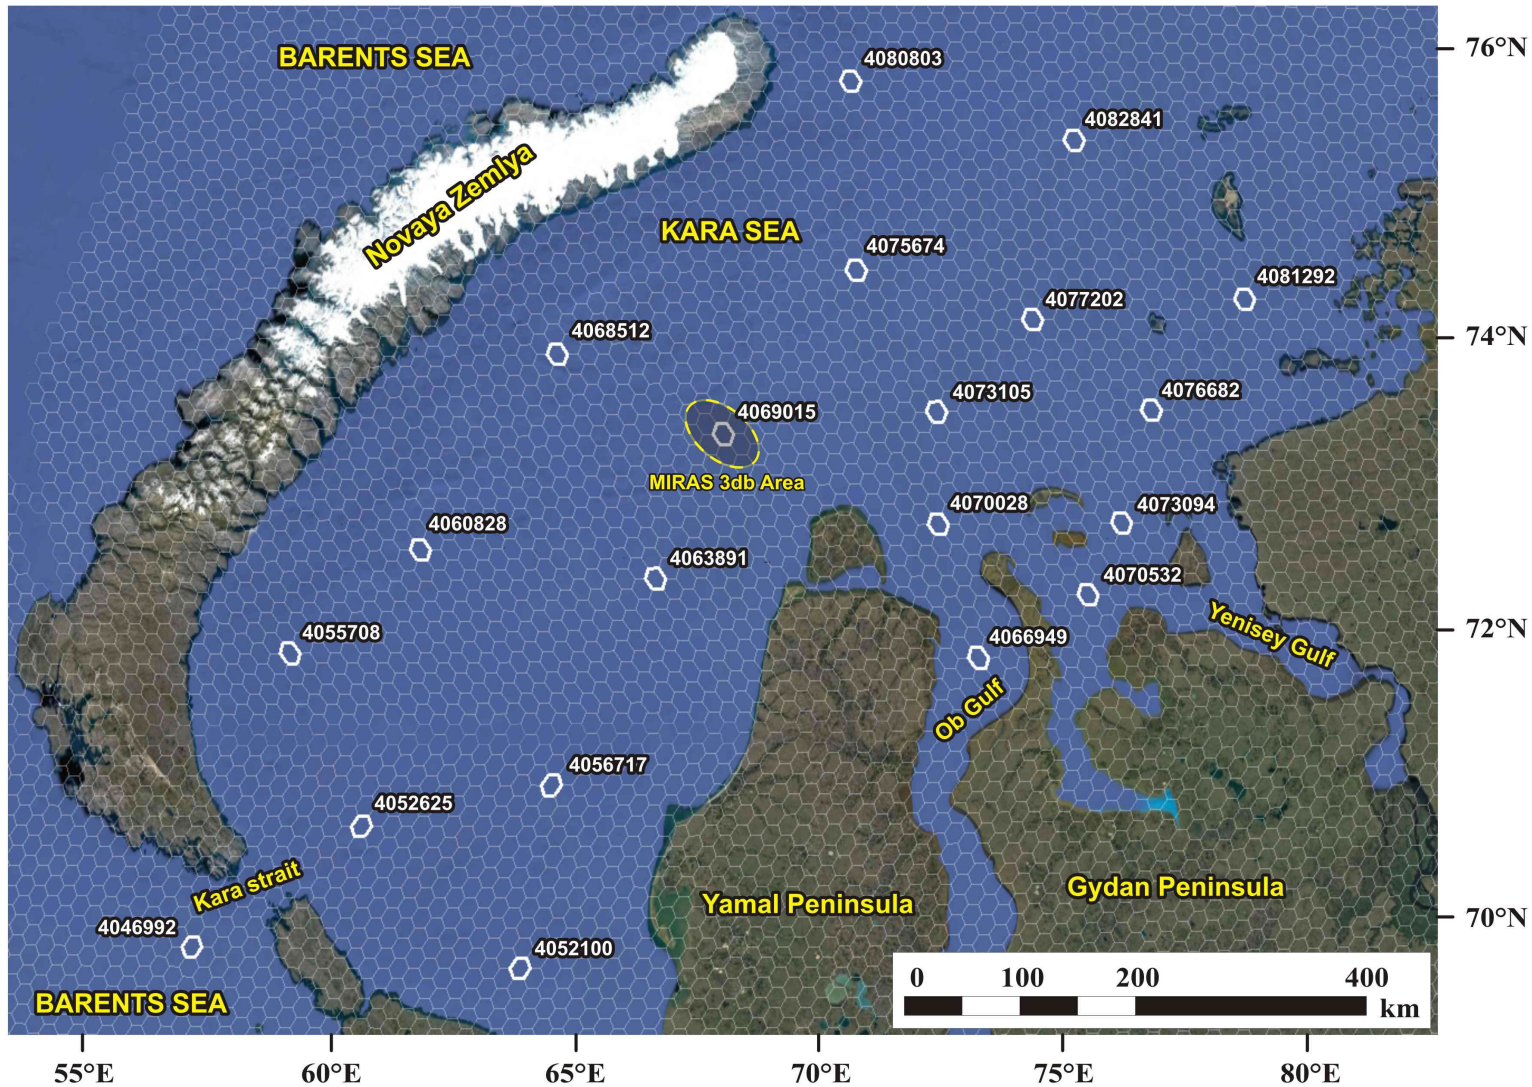 76°N
BARENTS SEA
4080803
4082841
Novaya Zemlya
KARA SEA
4075674
4081292
4077202
4068512
74°N
4073105
4076682
4069015
MIRAS 3db Area
4070028
4073094
4060828
4063891
4070532
Yenisey Gulf
72°N
4055708
4066949
Ob Gulf
4056717
4052625
Kara strait
Yamal Peninsula
Gydan Peninsula
70°N
4046992
4052100
BARENTS SEA
0 100 200 400
km
55°E 60°E 65°E 70°E 75°E 80°E